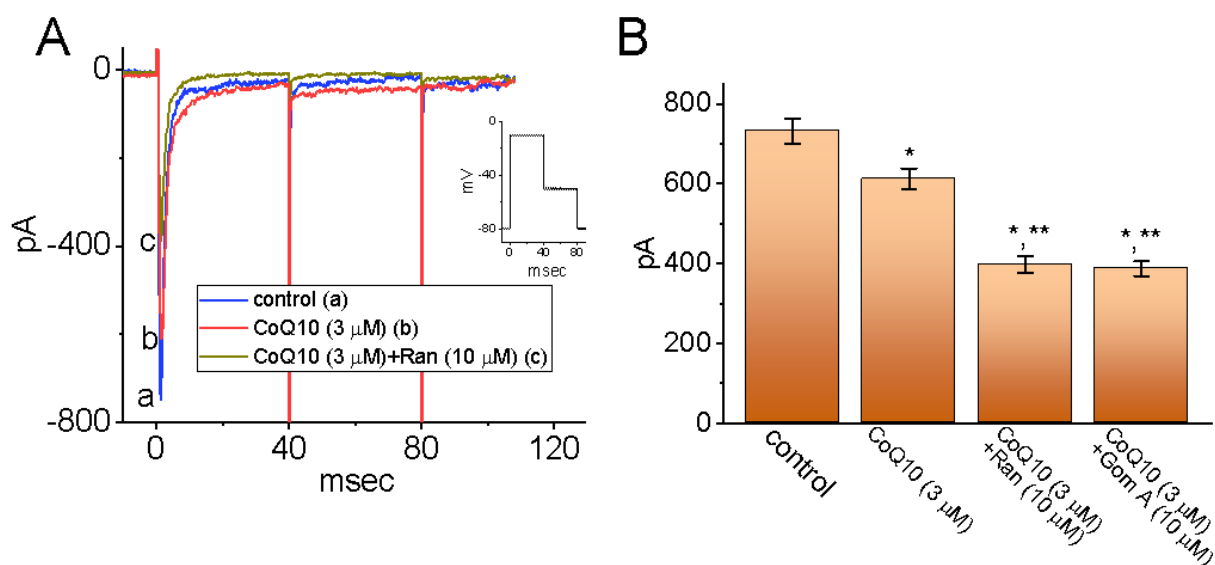 A
0
-400
-800
pA
c
b
a
0
40
80
120
msec
0
-40
-80
mV
0 40 80
msec
control (a)
CoQ10 (3 μM) (b)
CoQ10 (3 μM)+Ran (10 μM) (c)
B
800
600
400
200
0
pA
*
*, **
*, **
control
CoQ10 (3 μM)
CoQ10 (3 μM)
+Ran (10 μM)
CoQ10 (3 μM)
+Gom A (10 μM)